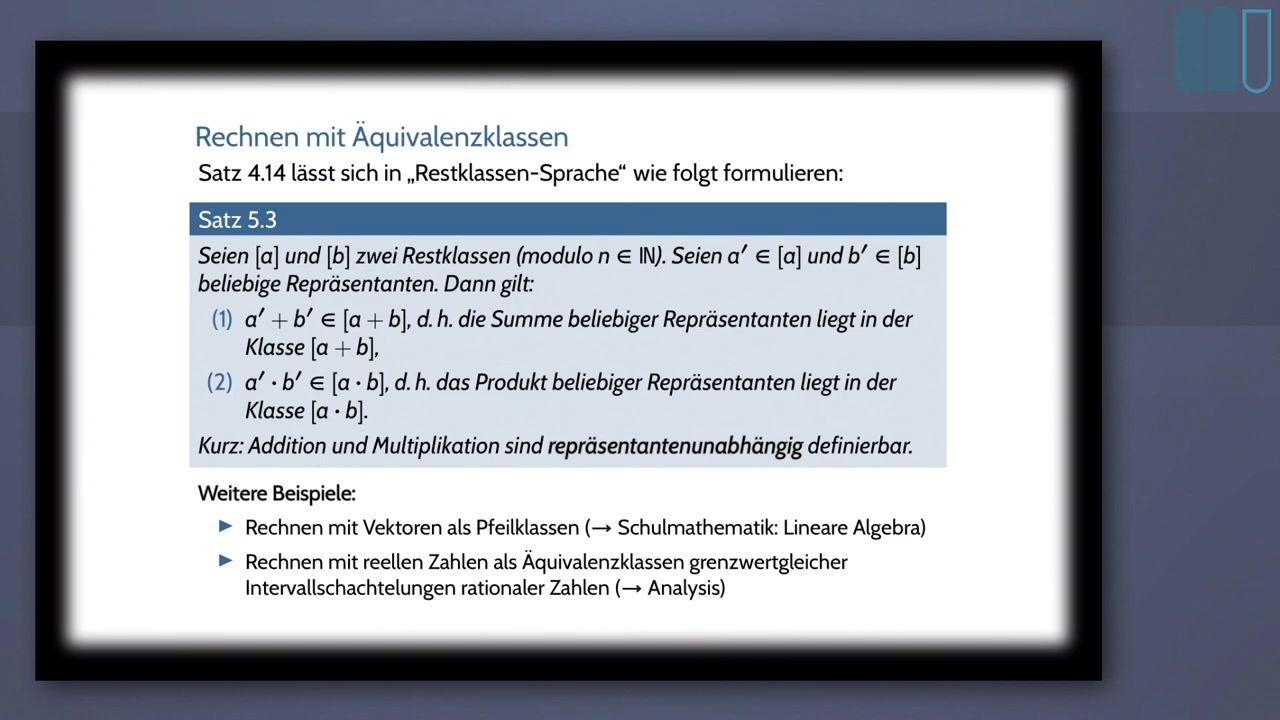 Rechnen mit Äquivalenzklassen
Satz 4.14 lässt sich in „Restklassen-Sprache“ wie folgt formulieren:
Satz 5.3
Seien [a] und [b] zwei Restklassen (modulo n ∈ ℕ). Seien a′ ∈ [a] und b′ ∈ [b]
beliebige Repräsentanten. Dann gilt:
(1) a′ + b′ ∈ [a + b], d. h. die Summe beliebiger Repräsentanten liegt in der
Klasse [a + b],
(2) a′ · b′ ∈ [a · b], d. h. das Produkt beliebiger Repräsentanten liegt in der
Klasse [a · b].
Kurz: Addition und Multiplikation sind repräsentantenunabhängig definierbar.
Weitere Beispiele:
► Rechnen mit Vektoren als Pfeilklassen (→ Schulmathematik: Lineare Algebra)
► Rechnen mit reellen Zahlen als Äquivalenzklassen grenzwertgleicher
Intervallschachtelungen rationaler Zahlen (→ Analysis)